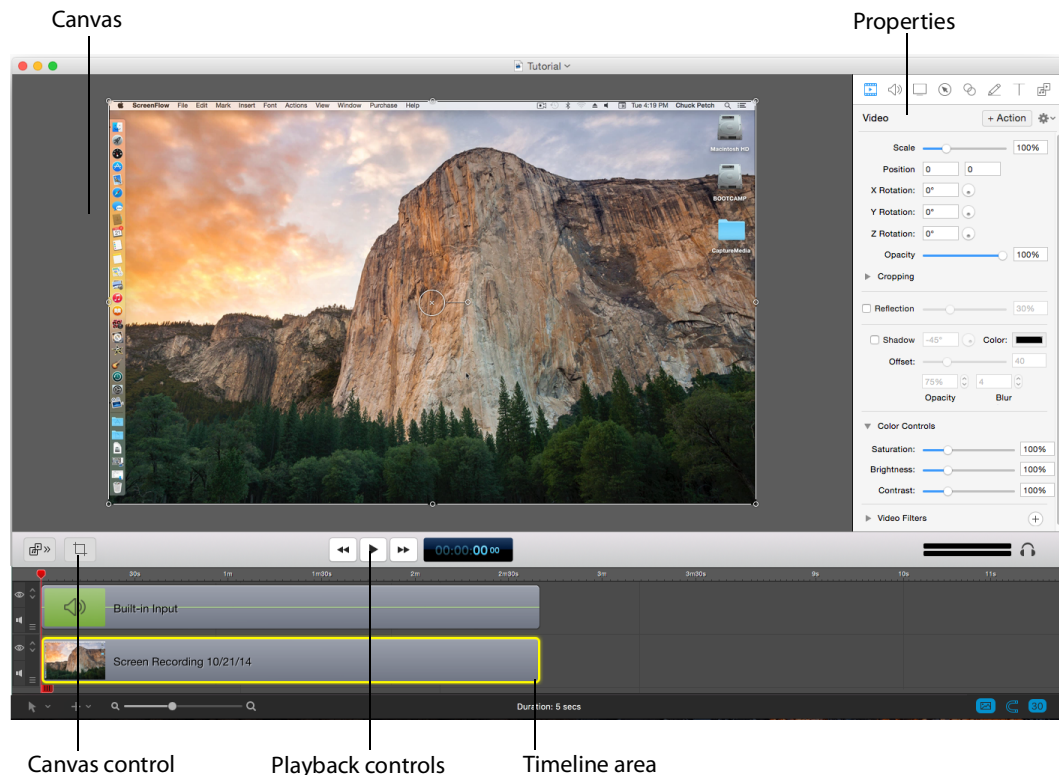 Canvas
Properties
Tutorial
ScreenFlow File Edit Mark Insert Font Actions View Window Purchase Help
Tue 4:19 PM Chuck Petch
Macintosh HD
BOOTCAMP
CaptureMedia
Video
+ Action
Scale 100%
Position 0 0
X Rotation: 0°
Y Rotation: 0°
Z Rotation: 0°
Opacity 100%
Cropping
Reflection 30%
Shadow -45° Color:
Offset: 40
75% 4
Opacity Blur
Color Controls
Saturation: 100%
Brightness: 100%
Contrast: 100%
Video Filters
00:00:00 00
30s 1m 1m30s 2m 2m30s 3m 3m30s 9s 10s 11s
Built-in Input
Screen Recording 10/21/14
Duration: 5 secs
30
Canvas control
Playback controls
Timeline area